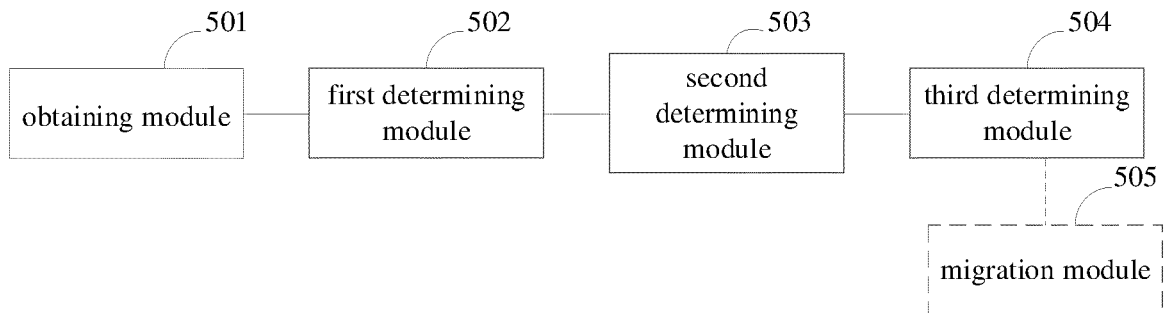 501
502
503
504
obtaining module
first determining
module
second
determining
module
third determining
module
505
migration module